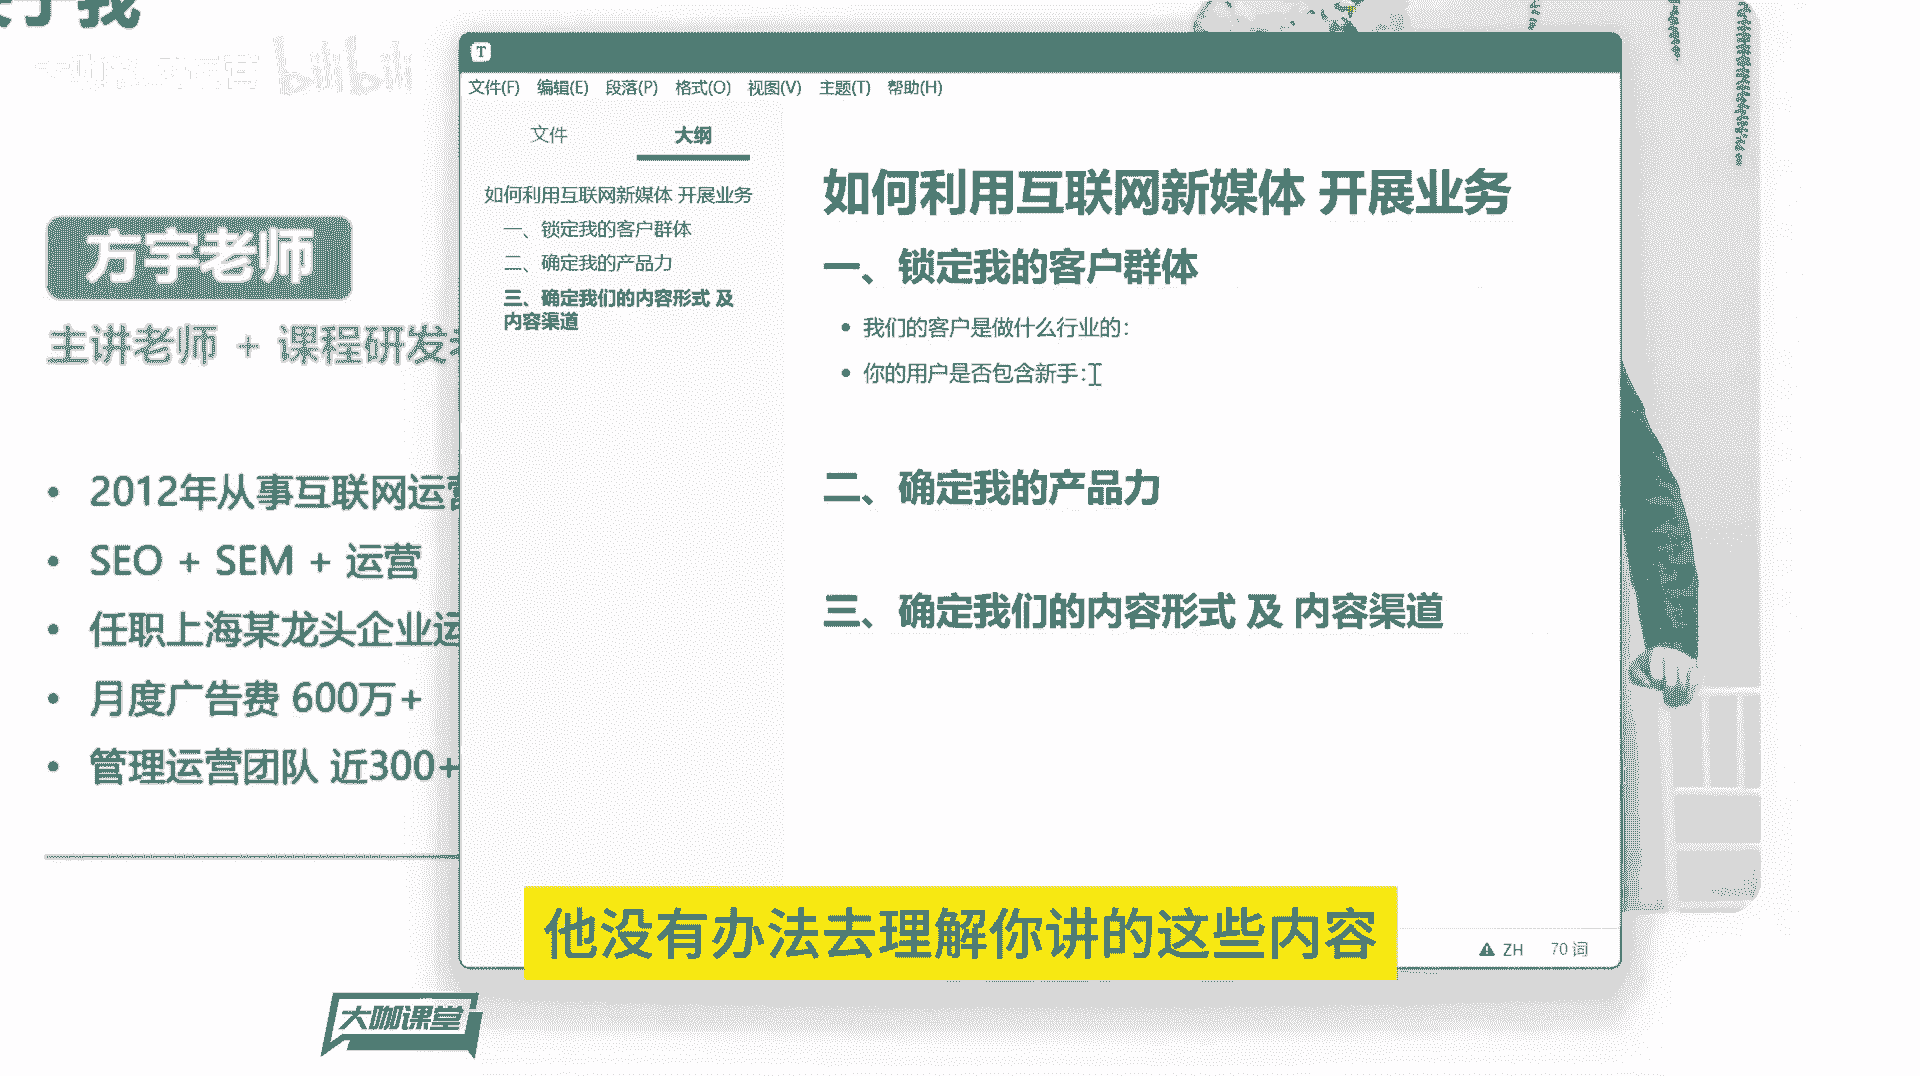 于我
bilibili
方宇老师
主讲老师 + 课程研发
2012年从事互联网运营
SEO + SEM + 运营
任职上海某龙头企业运
月度广告费 600万+
管理运营团队 近300+
T
文件(F) 编辑(E) 段落(P) 格式(O) 视图(V) 主题(T) 帮助(H)
文件 大纲
如何利用互联网新媒体 开展业务
一、锁定我的客户群体
二、确定我的产品力
三、确定我们的内容形式 及
内容渠道
如何利用互联网新媒体 开展业务
一、锁定我的客户群体
我们的客户是做什么行业的：
你的用户是否包含新手：
二、确定我的产品力
三、确定我们的内容形式 及 内容渠道
ZH 70 词
他没有办法去理解你讲的这些内容
大咖课堂